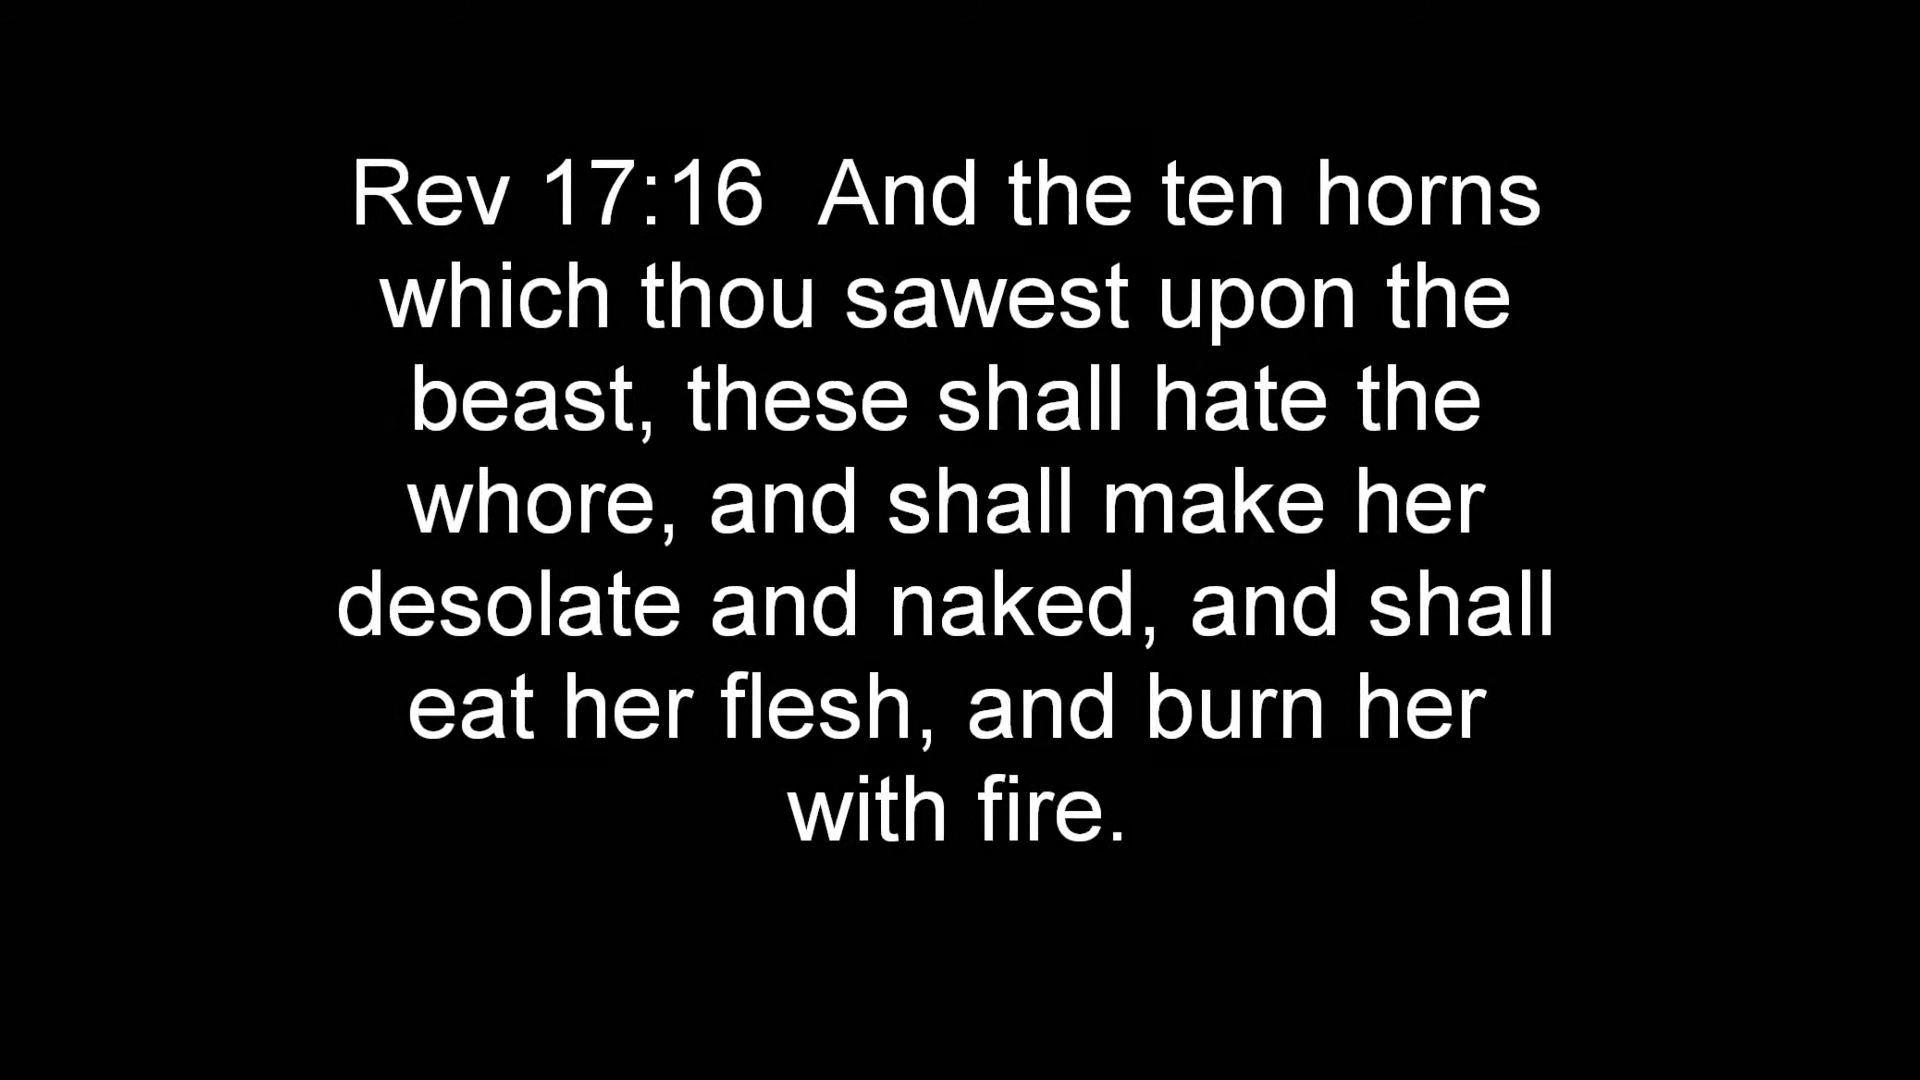 Rev 17:16  And the ten horns
which thou sawest upon the
beast, these shall hate the
whore, and shall make her
desolate and naked, and shall
eat her flesh, and burn her
with fire.